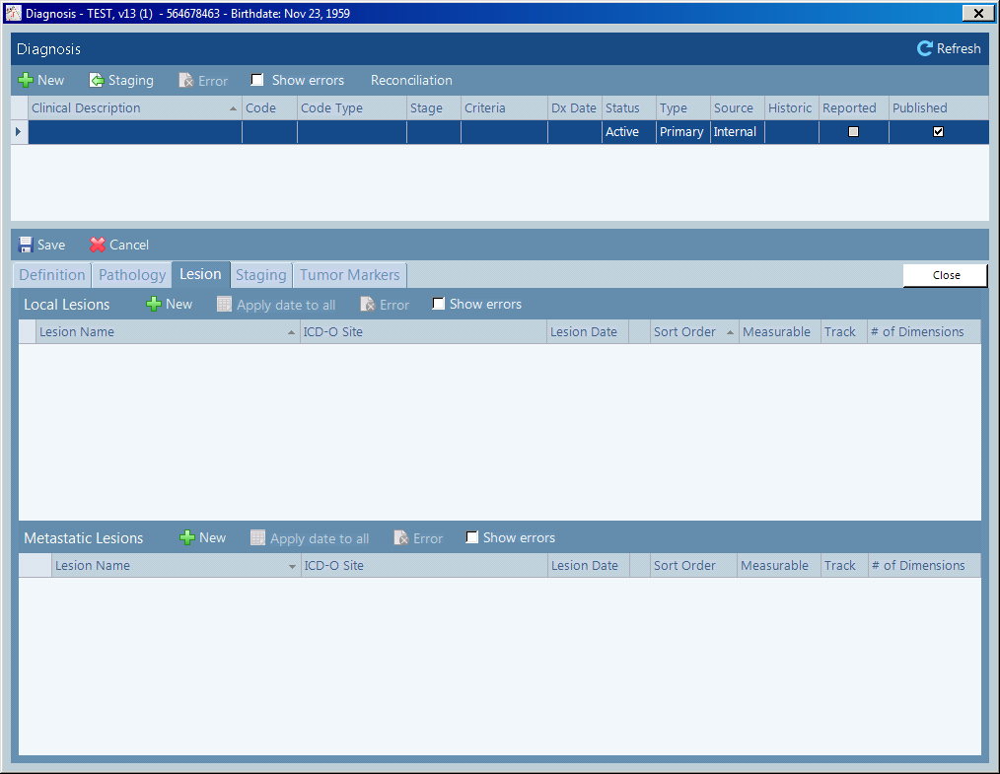 Diagnosis - TEST, v13 (1) - 564678463 - Birthdate: Nov 23, 1959
Diagnosis Refresh
New Staging Error Show errors Reconciliation
Clinical Description Code Code Type Stage Criteria Dx Date Status Type Source Historic Reported Published
Active Primary Internal
Save Cancel
Definition Pathology Lesion Staging Tumor Markers Close
Local Lesions New Apply date to all Error Show errors
Lesion Name ICD-O Site Lesion Date Sort Order Measurable Track # of Dimensions
Metastatic Lesions New Apply date to all Error Show errors
Lesion Name ICD-O Site Lesion Date Sort Order Measurable Track # of Dimensions